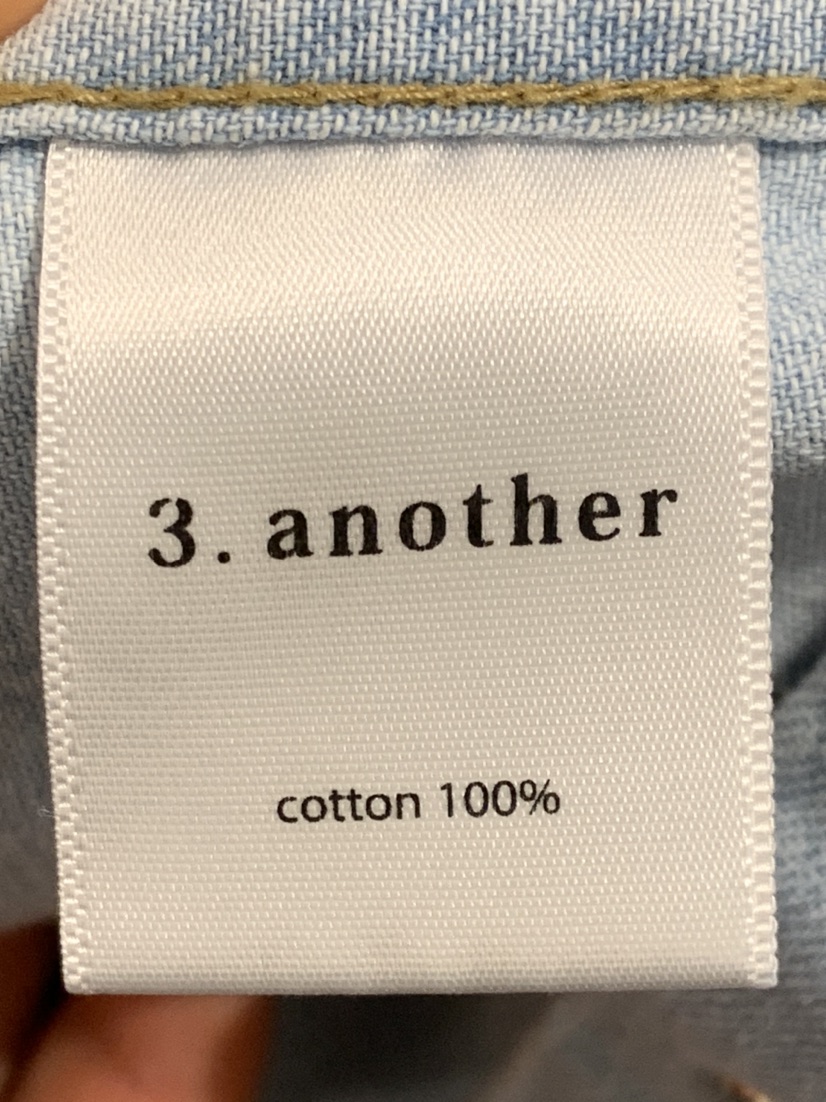 3. another
cotton 100%